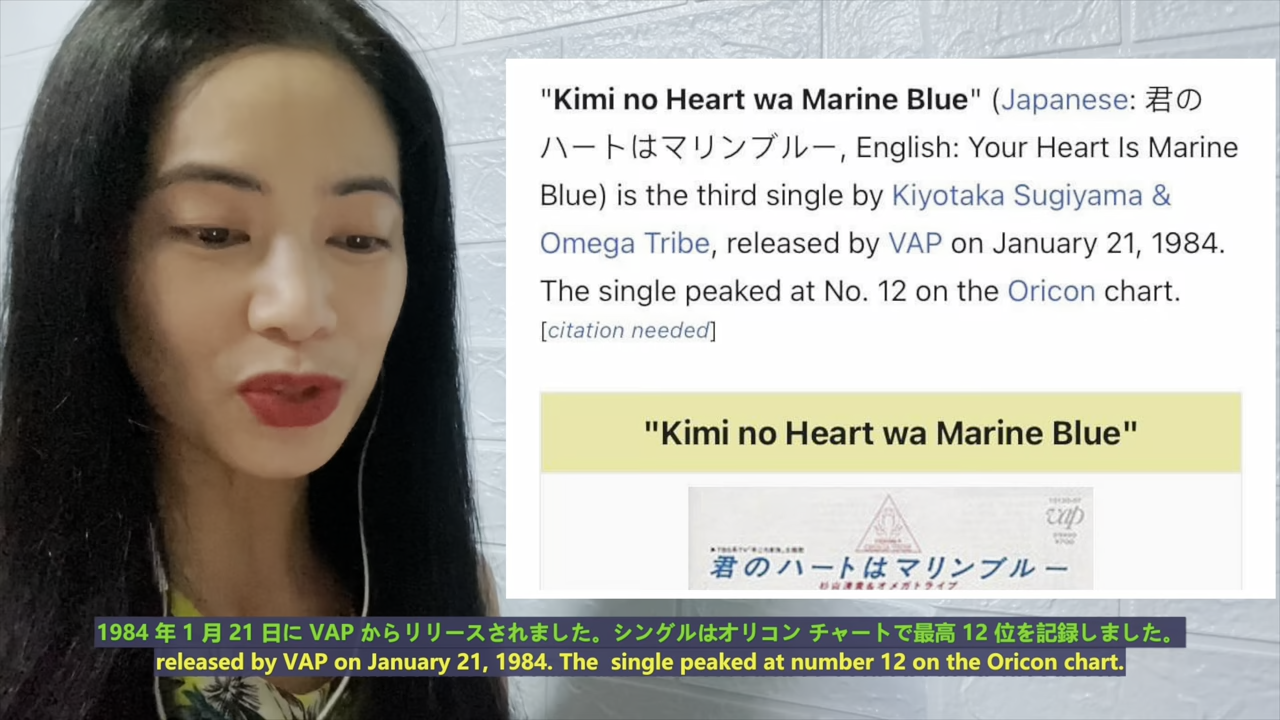 "Kimi no Heart wa Marine Blue" (Japanese: 君の
ハートはマリンブルー, English: Your Heart Is Marine
Blue) is the third single by Kiyotaka Sugiyama &
Omega Tribe, released by VAP on January 21, 1984.
The single peaked at No. 12 on the Oricon chart.
[citation needed]
"Kimi no Heart wa Marine Blue"
vap
君のハートはマリンブルー
杉山清貴&オメガトライブ
1984 年 1 月 21 日に VAP からリリースされました。シングルはオリコン チャートで最高 12 位を記録しました。
released by VAP on January 21, 1984. The single peaked at number 12 on the Oricon chart.